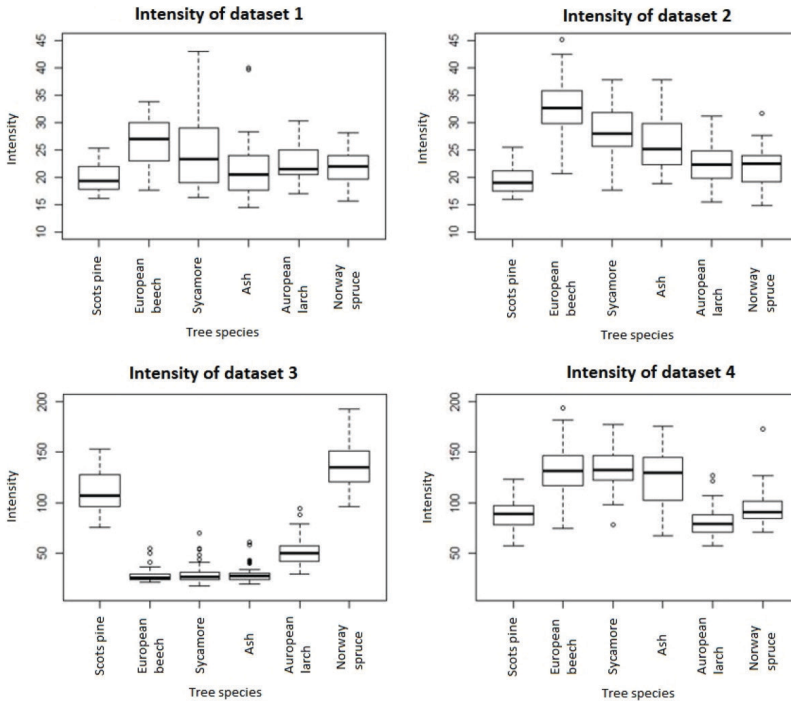 Intensity of dataset 1
45
40
35
30
25
20
15
10
Intensity
Scots pine
European
beech
Sycamore
Ash
Auropean
larch
Norway
spruce
Tree species
Intensity of dataset 2
45
40
35
30
25
20
15
10
Intensity
Scots pine
European
beech
Sycamore
Ash
Auropean
larch
Norway
spruce
Tree species
Intensity of dataset 3
200
150
100
50
Intensity
Scots pine
European
beech
Sycamore
Ash
Auropean
larch
Norway
spruce
Tree species
Intensity of dataset 4
200
150
100
50
Intensity
Scots pine
European
beech
Sycamore
Ash
Auropean
larch
Norway
spruce
Tree species